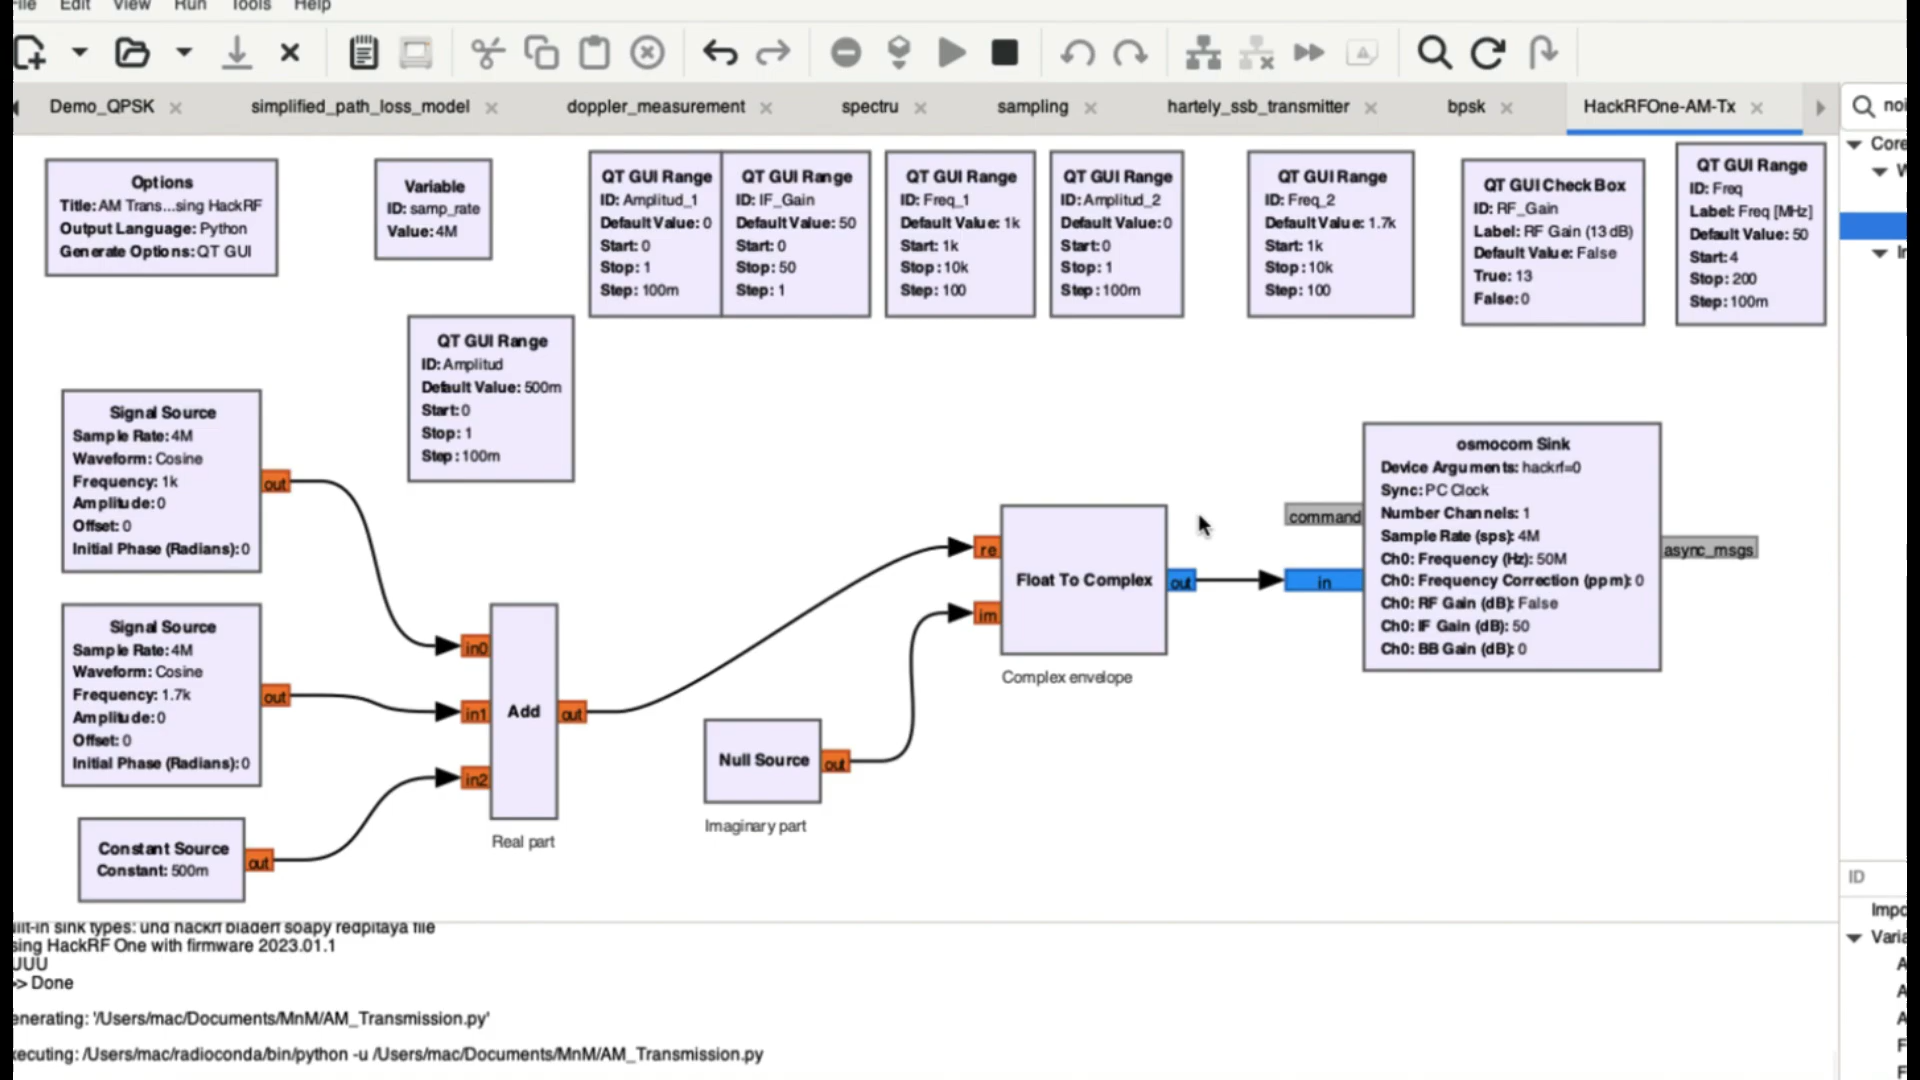 File Edit View Run Tools Help
Demo_QPSK
simplified_path_loss_model
doppler_measurement
spectru
sampling
hartely_ssb_transmitter
bpsk
HackRFOne-AM-Tx
Core
Options
Title: AM Trans...sing HackRF
Output Language: Python
Generate Options: QT GUI
Variable
ID: samp_rate
Value: 4M
QT GUI Range
ID: Amplitud_1
Default Value: 0
Start: 0
Stop: 1
Step: 100m
QT GUI Range
ID: IF_Gain
Default Value: 50
Start: 0
Stop: 50
Step: 1
QT GUI Range
ID: Freq_1
Default Value: 1k
Start: 1k
Stop: 10k
Step: 100
QT GUI Range
ID: Amplitud_2
Default Value: 0
Start: 0
Stop: 1
Step: 100m
QT GUI Range
ID: Freq_2
Default Value: 1.7k
Start: 1k
Stop: 10k
Step: 100
QT GUI Check Box
ID: RF_Gain
Label: RF Gain (13 dB)
Default Value: False
True: 13
False: 0
QT GUI Range
ID: Freq
Label: Freq [MHz]
Default Value: 50
Start: 4
Stop: 200
Step: 100m
QT GUI Range
ID: Amplitud
Default Value: 500m
Start: 0
Stop: 1
Step: 100m
Signal Source
Sample Rate: 4M
Waveform: Cosine
Frequency: 1k
Amplitude: 0
Offset: 0
Initial Phase (Radians): 0
out
Signal Source
Sample Rate: 4M
Waveform: Cosine
Frequency: 1.7k
Amplitude: 0
Offset: 0
Initial Phase (Radians): 0
out
Constant Source
Constant: 500m
out
in0
in1
in2
Add
out
Real part
Null Source
out
Imaginary part
re
im
Float To Complex
out
Complex envelope
command
in
osmocom Sink
Device Arguments: hackrf=0
Sync: PC Clock
Number Channels: 1
Sample Rate (sps): 4M
Ch0: Frequency (Hz): 50M
Ch0: Frequency Correction (ppm): 0
Ch0: RF Gain (dB): False
Ch0: IF Gain (dB): 50
Ch0: BB Gain (dB): 0
async_msgs
ID
Impo
Varia
uilt-in sink types: uhd hackrf bladerf soapy redpitaya file
sing HackRF One with firmware 2023.01.1
UUU
>> Done
enerating: '/Users/mac/Documents/MnM/AM_Transmission.py'
xecuting: /Users/mac/radioconda/bin/python -u /Users/mac/Documents/MnM/AM_Transmission.py